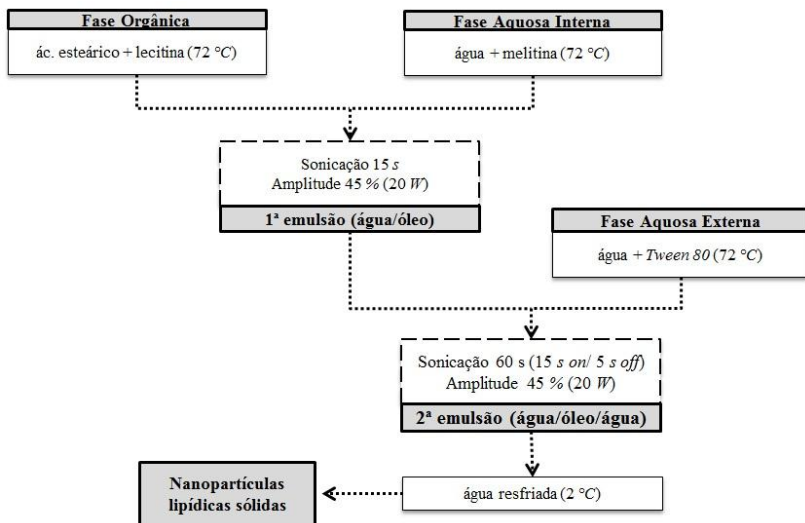 Fase Orgânica
ác. esteárico + lecitina (72 °C)
Fase Aquosa Interna
água + melitina (72 °C)
Sonicação 15 s
Amplitude 45 % (20 W)
1ª emulsão (água/óleo)
Fase Aquosa Externa
água + Tween 80 (72 °C)
Sonicação 60 s (15 s on/ 5 s off)
Amplitude 45 % (20 W)
2ª emulsão (água/óleo/água)
Nanopartículas
lipídicas sólidas
água resfriada (2 °C)